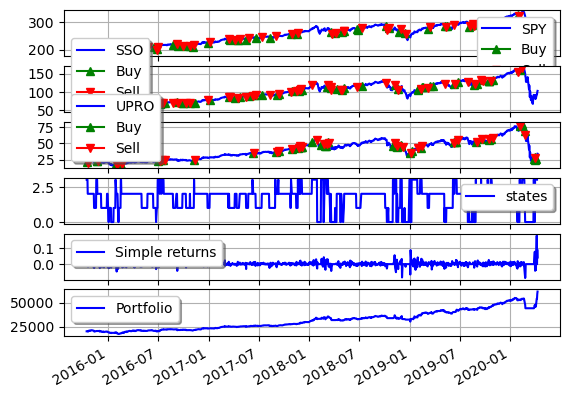 300
200
SPY
Buy
SSO
Buy
Sell
150
100
50
UPRO
Buy
Sell
75
50
25
2.5
0.0
states
0.1
0.0
Simple returns
50000
25000
Portfolio
2016-01
2016-07
2017-01
2017-07
2018-01
2018-07
2019-01
2019-07
2020-01